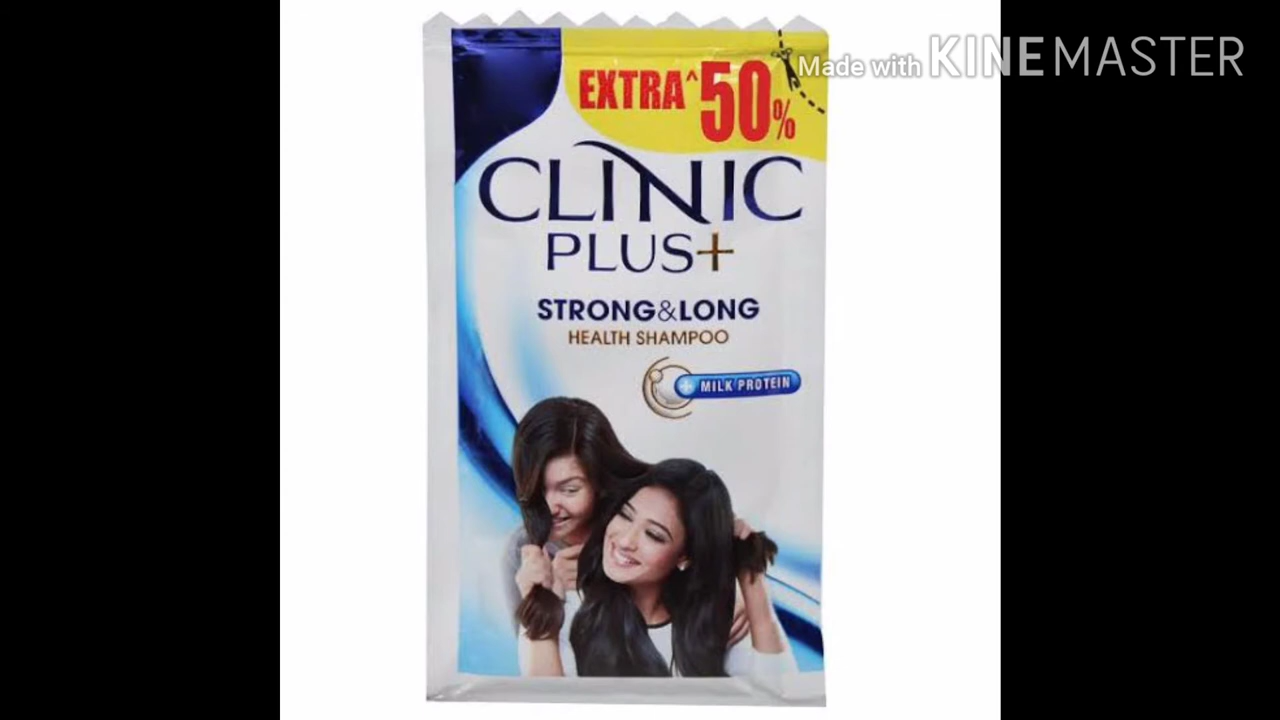 Made with KINEMASTER
EXTRA^ 50%
CLINIC
PLUS+
STRONG&LONG
HEALTH SHAMPOO
+ MILK PROTEIN